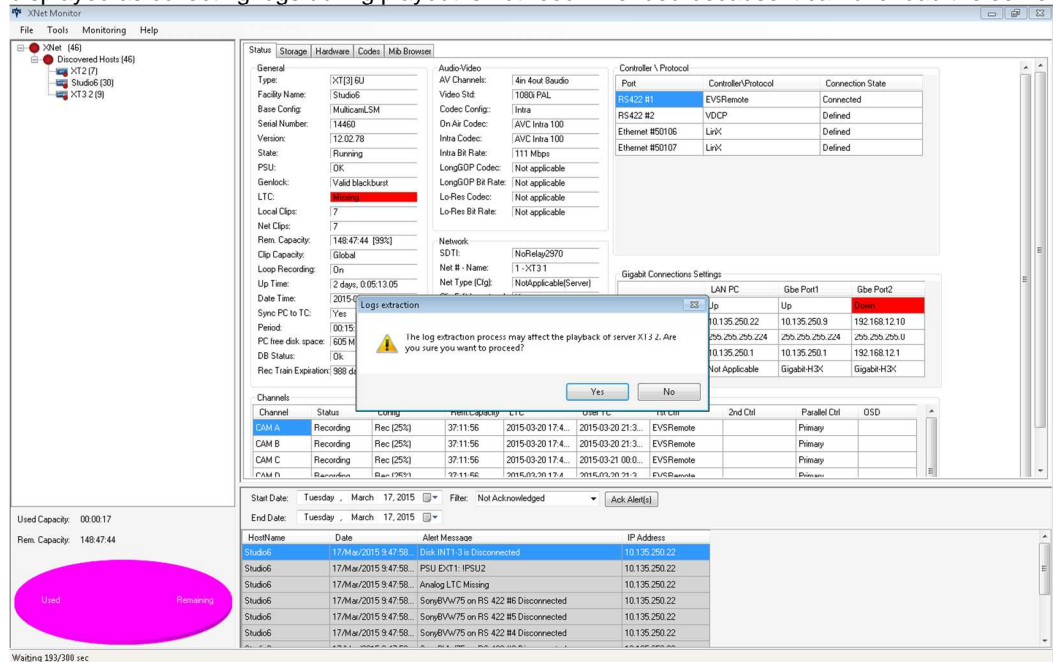 XNet Monitor
File Tools Monitoring Help
XNet (46)
Discovered Hosts (46)
XT2 (7)
Studio6 (30)
XT3 2 (9)
Status Storage Hardware Codes Mib Browser
General
Type: XT[3] 6U
Facility Name: Studio6
Base Config: MulticamLSM
Serial Number: 14460
Version: 12.02.78
State: Running
PSU: OK
Genlock: Valid blackburst
LTC: Missing
Local Clips: 7
Net Clips: 7
Rem. Capacity: 148:47:44 [99%]
Clip Capacity: Global
Loop Recording: On
Up Time: 2 days, 0:05:13.05
Date Time:
Sync PC to TC: Yes
Period: 00:15:
PC free disk space: 605 M
DB Status: Ok
Rec Train Expiration: 988 da
Audio-Video
AV Channels: 4in 4out 8audio
Video Std: 1080i PAL
Codec Config: Intra
On Air Codec: AVC Intra 100
Intra Codec: AVC Intra 100
Intra Bit Rate: 111 Mbps
LongGOP Codec: Not applicable
LongGOP Bit Rate: Not applicable
Lo-Res Codec: Not applicable
Lo-Res Bit Rate: Not applicable
Network
SDTI: NoRelay2970
Net # - Name: 1 - XT3 1
Net Type (Cfg): NotApplicable(Server)
Controller \ Protocol
Port Controller\Protocol Connection State
RS422 #1 EVSRemote Connected
RS422 #2 VDCP Defined
Ethernet #50106 LinX Defined
Ethernet #50107 LinX Defined
Gigabit Connections Settings
LAN PC Gbe Port1 Gbe Port2
Up Up Down
10.135.250.22 10.135.250.9 192.168.12.10
255.255.255.224 255.255.255.224 255.255.255.0
10.135.250.1 10.135.250.1 192.168.12.1
Not Applicable Gigabit-H3X Gigabit-H3X
Logs extraction
The log extraction process may affect the playback of server XT3 2. Are
you sure you want to proceed?
Yes No
Channels
Channel Status Config Rem.Capacity LTC User TC 1st Ctrl 2nd Ctrl Parallel Ctrl OSD
CAM A Recording Rec (25%) 37:11:56 2015-03-20 17:4... 2015-03-20 21:3... EVSRemote Primary
CAM B Recording Rec (25%) 37:11:56 2015-03-20 17:4... 2015-03-20 21:3... EVSRemote Primary
CAM C Recording Rec (25%) 37:11:56 2015-03-20 17:4... 2015-03-21 00:0... EVSRemote Primary
CAM D Recording Rec (25%) 37:11:56 2015-03-20 17:4 2015-03-20 21:3 EVSRemote Primary
Start Date: Tuesday , March 17, 2015 Filter: Not Acknowledged Ack Alert(s)
End Date: Tuesday , March 17, 2015
Used Capacity: 00:00:17
Rem. Capacity: 148:47:44
Used Remaining
HostName Date Alert Message IP Address
Studio6 17/Mar/2015 9:47:58... Disk INT1-3 is Disconnected 10.135.250.22
Studio6 17/Mar/2015 9:47:58... PSU EXT1: !PSU2 10.135.250.22
Studio6 17/Mar/2015 9:47:58... Analog LTC Missing 10.135.250.22
Studio6 17/Mar/2015 9:47:58... SonyBVW75 on RS 422 #6 Disconnected 10.135.250.22
Studio6 17/Mar/2015 9:47:58... SonyBVW75 on RS 422 #5 Disconnected 10.135.250.22
Studio6 17/Mar/2015 9:47:58... SonyBVW75 on RS 422 #4 Disconnected 10.135.250.22
Waiting 193/300 sec